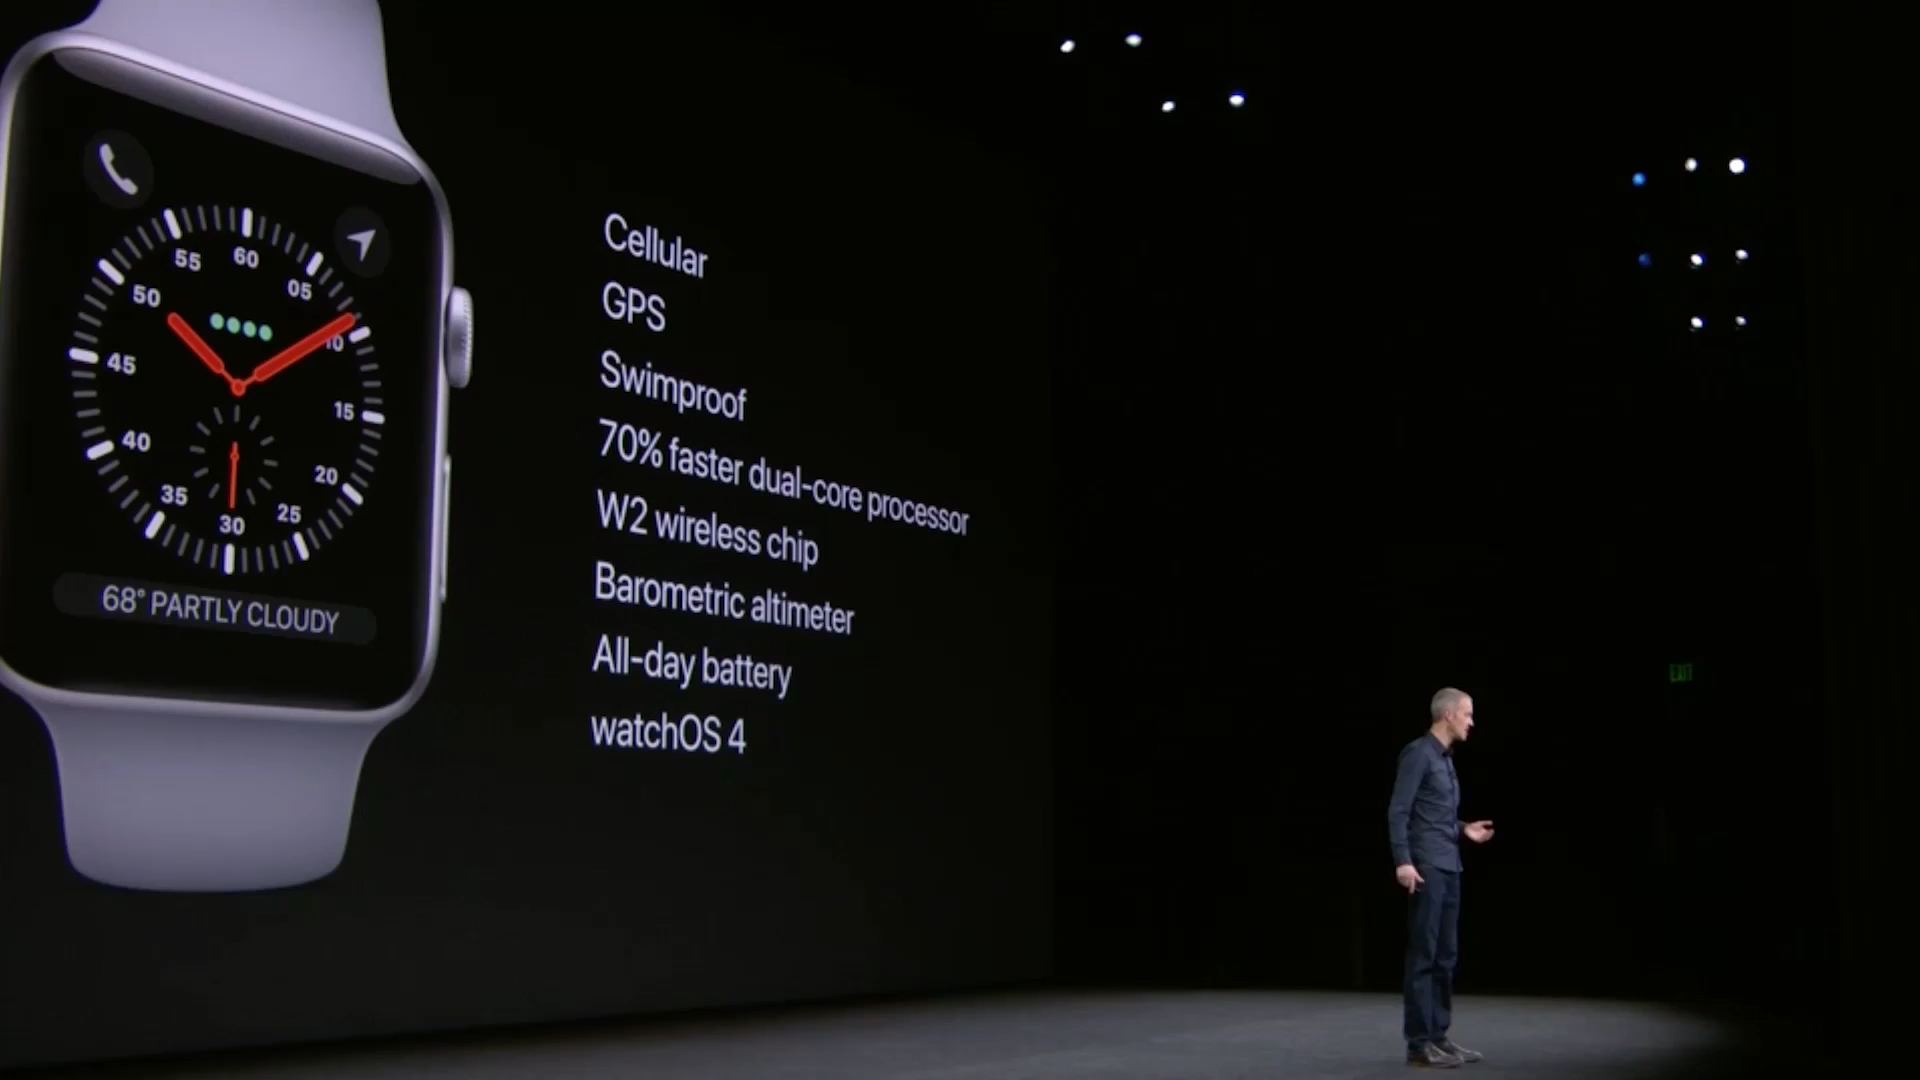 60
55
05
50
10
45
15
40
20
35
25
30
68° PARTLY CLOUDY
Cellular
GPS
Swimproof
70% faster dual-core processor
W2 wireless chip
Barometric altimeter
All-day battery
watchOS 4
EXIT